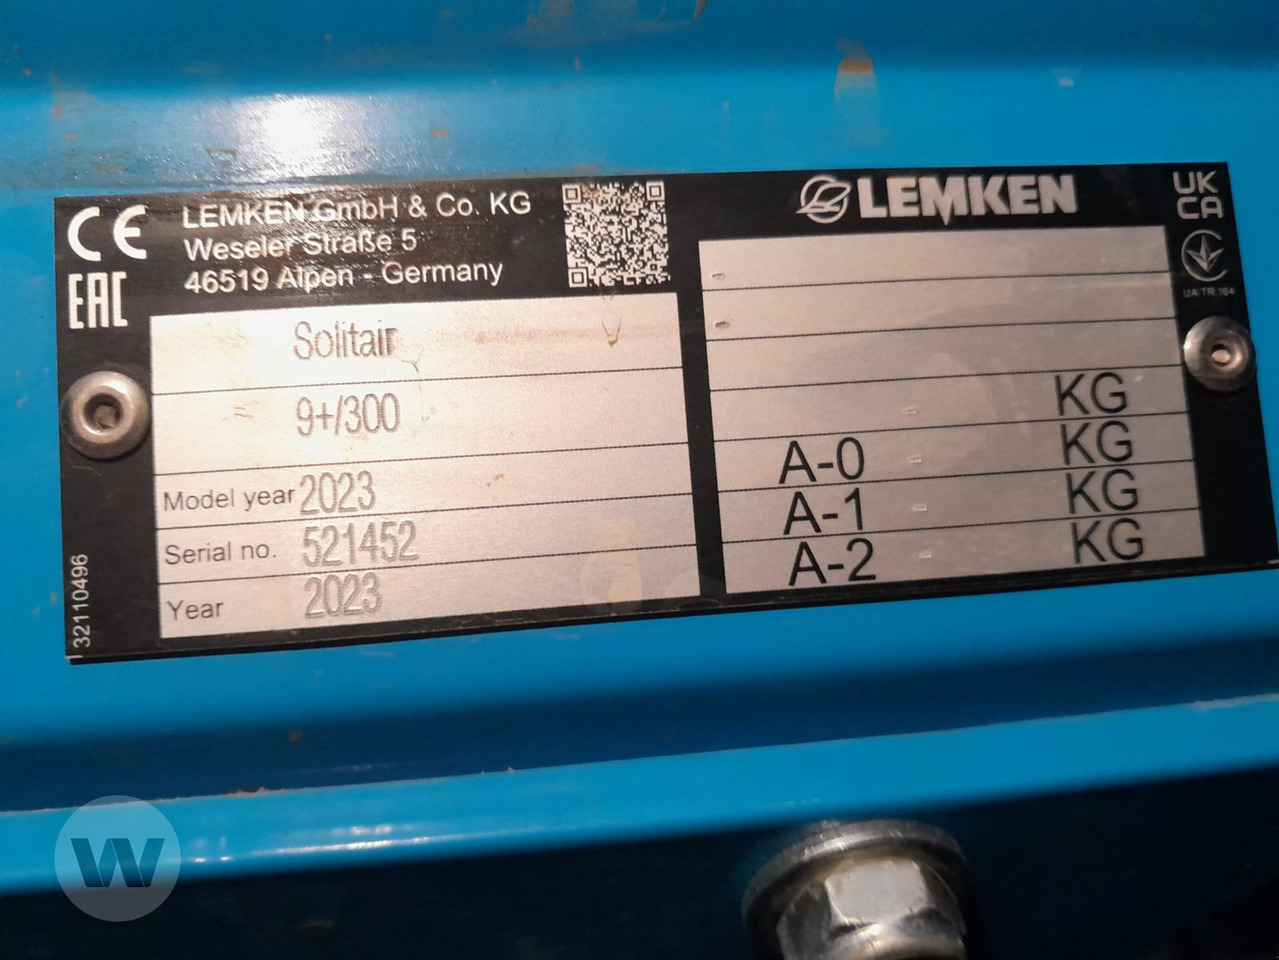 CE
EAC
LEMKEN GmbH & Co. KG
Weseler Straße 5
46519 Alpen - Germany
Solitair
9+/300
Model year 2023
Serial no. 521452
Year 2023
32110496
LEMKEN
UK
CA
UA.TR.104
-
-
- KG
A-0 - KG
A-1 - KG
A-2 - KG
W